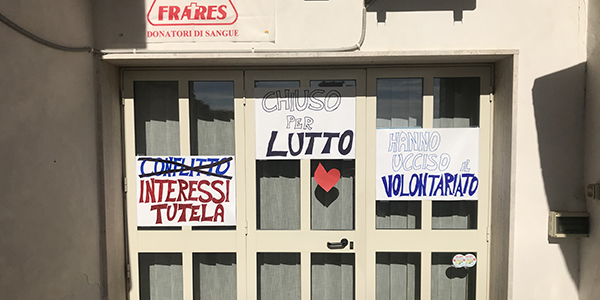 FRATRES
DONATORI DI SANGUE
CHIUSO
PER
LUTTO
CONFLITTO
INTERESSI
TUTELA
HANNO
UCCISO IL
VOLONTARIATO